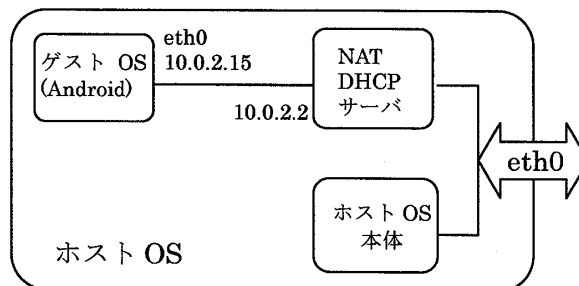 ゲスト OS
(Android)
eth0
10.0.2.15
10.0.2.2
NAT
DHCP
サーバ
eth0
ホスト OS
本体
ホスト OS